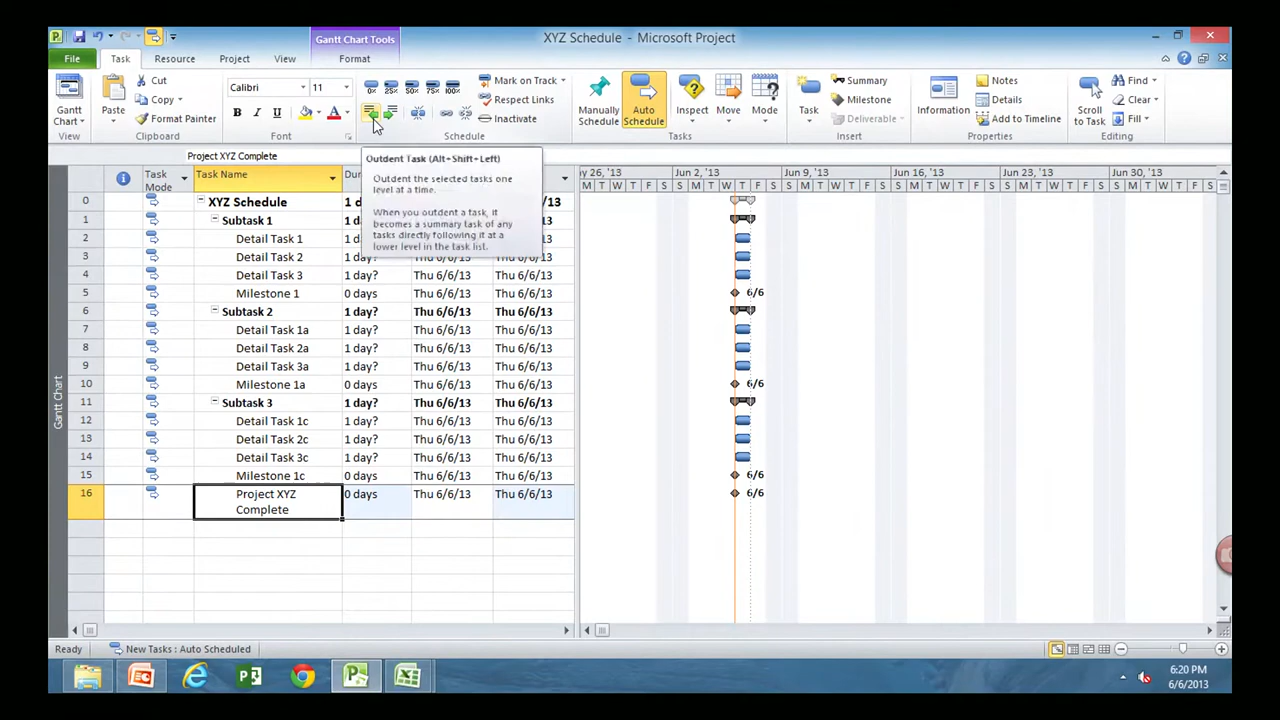 Gantt Chart Tools
XYZ Schedule - Microsoft Project
File Task Resource Project View Format
Gantt Chart
View
Paste
Cut
Copy
Format Painter
Clipboard
Calibri 11
B I U A
Font
0% 25% 50% 75% 100%
Mark on Track
Respect Links
Inactivate
Schedule
Manually Schedule
Auto Schedule
Inspect
Move
Mode
Tasks
Task
Summary
Milestone
Deliverable
Insert
Information
Notes
Details
Add to Timeline
Properties
Scroll to Task
Find
Clear
Fill
Editing
Project XYZ Complete
Outdent Task (Alt+Shift+Left)
Outdent the selected tasks one
level at a time.
When you outdent a task, it
becomes a summary task of any
tasks directly following it at a
lower level in the task list.
Task Mode Task Name Dur
ay 26, '13 Jun 2, '13 Jun 9, '13 Jun 16, '13 Jun 23, '13 Jun 30, '13
M T W T F S S M T W T F S S M T W T F S S M T W T F S S M T W T F S S M T W T F S
0 XYZ Schedule 1 d /13
1 Subtask 1 1 d
2 Detail Task 1 1 d
3 Detail Task 2 1 day? Thu 6/6/13 Thu 6/6/13
4 Detail Task 3 1 day? Thu 6/6/13 Thu 6/6/13
5 Milestone 1 0 days Thu 6/6/13 Thu 6/6/13 6/6
6 Subtask 2 1 day? Thu 6/6/13 Thu 6/6/13
7 Detail Task 1a 1 day? Thu 6/6/13 Thu 6/6/13
8 Detail Task 2a 1 day? Thu 6/6/13 Thu 6/6/13
9 Detail Task 3a 1 day? Thu 6/6/13 Thu 6/6/13
10 Milestone 1a 0 days Thu 6/6/13 Thu 6/6/13 6/6
11 Subtask 3 1 day? Thu 6/6/13 Thu 6/6/13
12 Detail Task 1c 1 day? Thu 6/6/13 Thu 6/6/13
13 Detail Task 2c 1 day? Thu 6/6/13 Thu 6/6/13
14 Detail Task 3c 1 day? Thu 6/6/13 Thu 6/6/13
15 Milestone 1c 0 days Thu 6/6/13 Thu 6/6/13 6/6
16 Project XYZ 0 days Thu 6/6/13 Thu 6/6/13 6/6
Complete
Gantt Chart
Ready New Tasks : Auto Scheduled
6:20 PM
6/6/2013